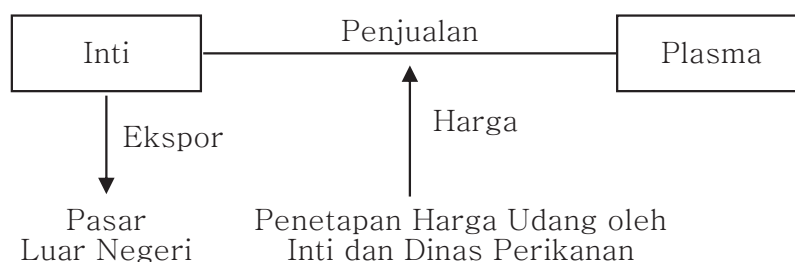 Penjualan
Inti
Plasma
Ekspor
Harga
Pasar
Luar Negeri
Penetapan Harga Udang oleh
Inti dan Dinas Perikanan